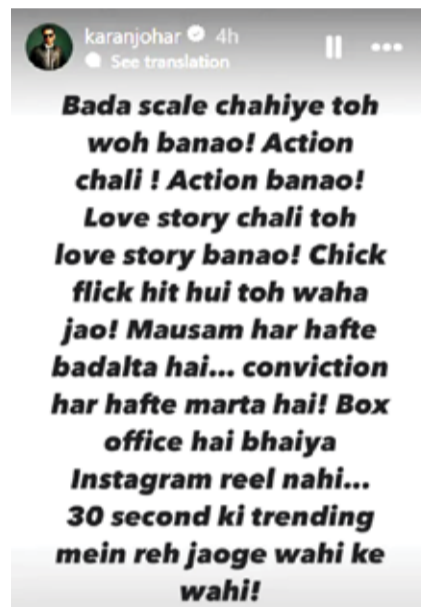 karanjohar 4h
See translation
Bada scale chahiye toh
woh banao! Action
chali ! Action banao!
Love story chali toh
love story banao! Chick
flick hit hui toh waha
jao! Mausam har hafte
badalta hai... conviction
har hafte marta hai! Box
office hai bhaiya
Instagram reel nahi...
30 second ki trending
mein reh jaoge wahi ke
wahi!